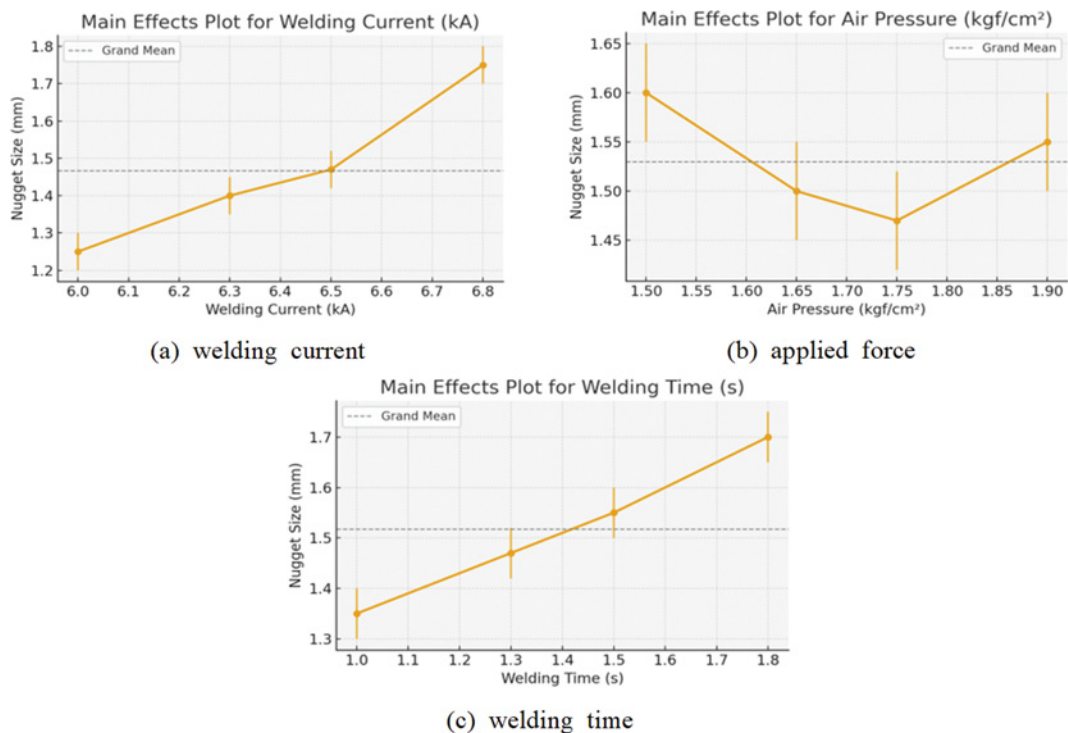 Main Effects Plot for Welding Current (kA)
Grand Mean
Nugget Size (mm)
1.8
1.7
1.6
1.5
1.4
1.3
1.2
6.0 6.1 6.2 6.3 6.4 6.5 6.6 6.7 6.8
Welding Current (kA)
(a) welding current
Main Effects Plot for Air Pressure (kgf/cm²)
Grand Mean
Nugget Size (mm)
1.65
1.60
1.55
1.50
1.45
1.50 1.55 1.60 1.65 1.70 1.75 1.80 1.85 1.90
Air Pressure (kgf/cm²)
(b) applied force
Main Effects Plot for Welding Time (s)
Grand Mean
Nugget Size (mm)
1.7
1.6
1.5
1.4
1.3
1.0 1.1 1.2 1.3 1.4 1.5 1.6 1.7 1.8
Welding Time (s)
(c) welding time